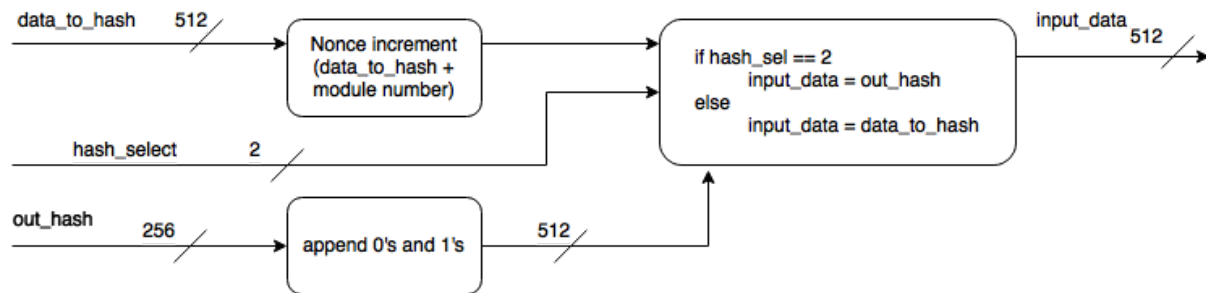 data_to_hash
512
Nonce increment
(data_to_hash +
module number)
if hash_sel == 2
input_data = out_hash
else
input_data = data_to_hash
input_data
512
hash_select
2
out_hash
256
append 0's and 1's
512